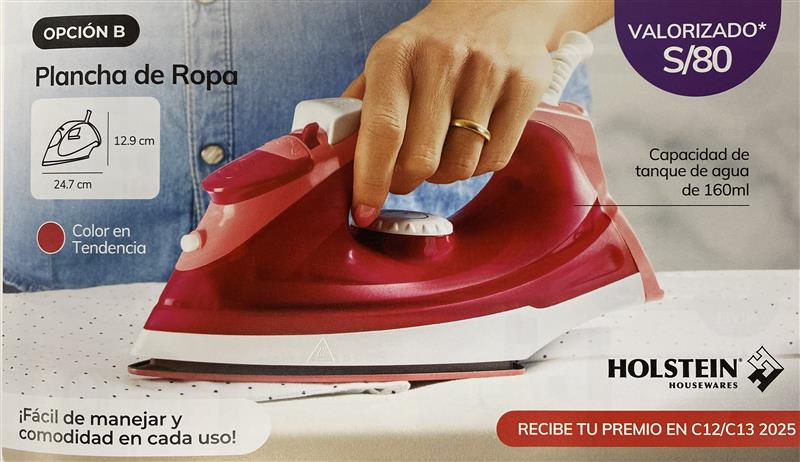 OPCIÓN B
Plancha de Ropa
12.9 cm
24.7 cm
Color en
Tendencia
VALORIZADO*
S/80
Capacidad de
tanque de agua
de 160ml
HOLSTEIN®
HOUSEWARES
¡Fácil de manejar y
comodidad en cada uso!
RECIBE TU PREMIO EN C12/C13 2025